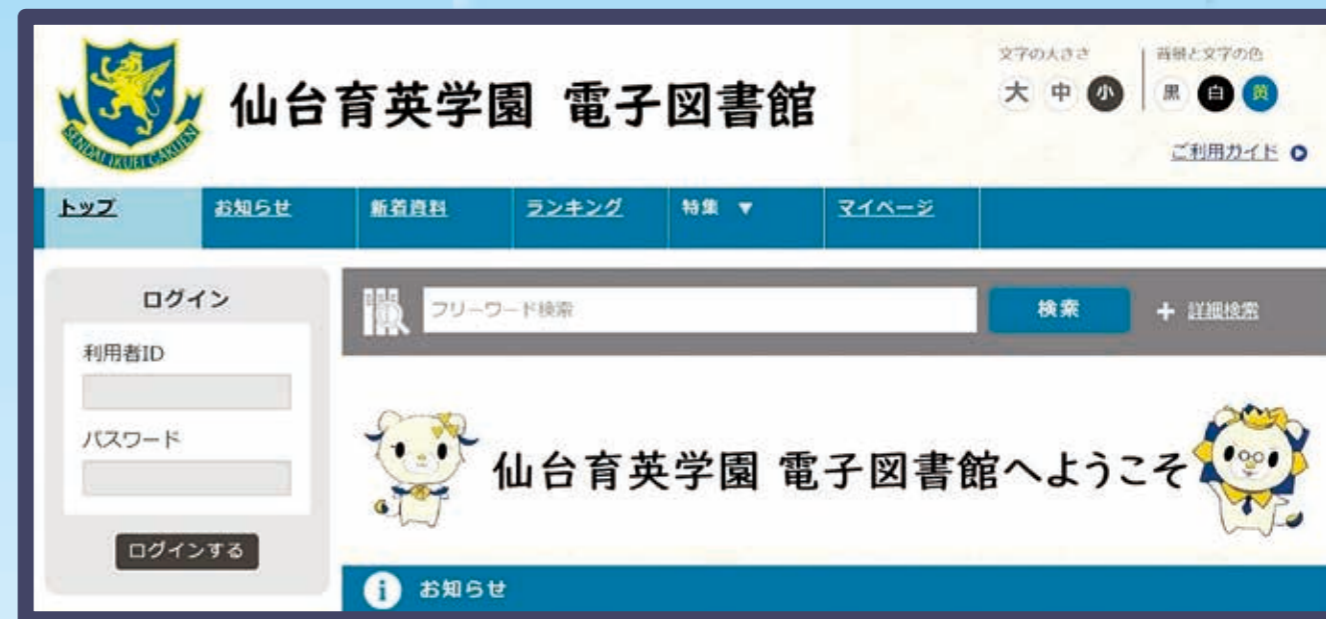 SENDAI IKUEI GAKUEN
仙台育英学園 電子図書館
文字の大きさ
背景と文字の色
大 中 小
黒 白 黄
ご利用ガイド
トップ お知らせ 新着資料 ランキング 特集 ▼ マイページ
ログイン
利用者ID
パスワード
ログインする
フリーワード検索
検索
+ 詳細検索
仙台育英学園 電子図書館へようこそ
i お知らせ